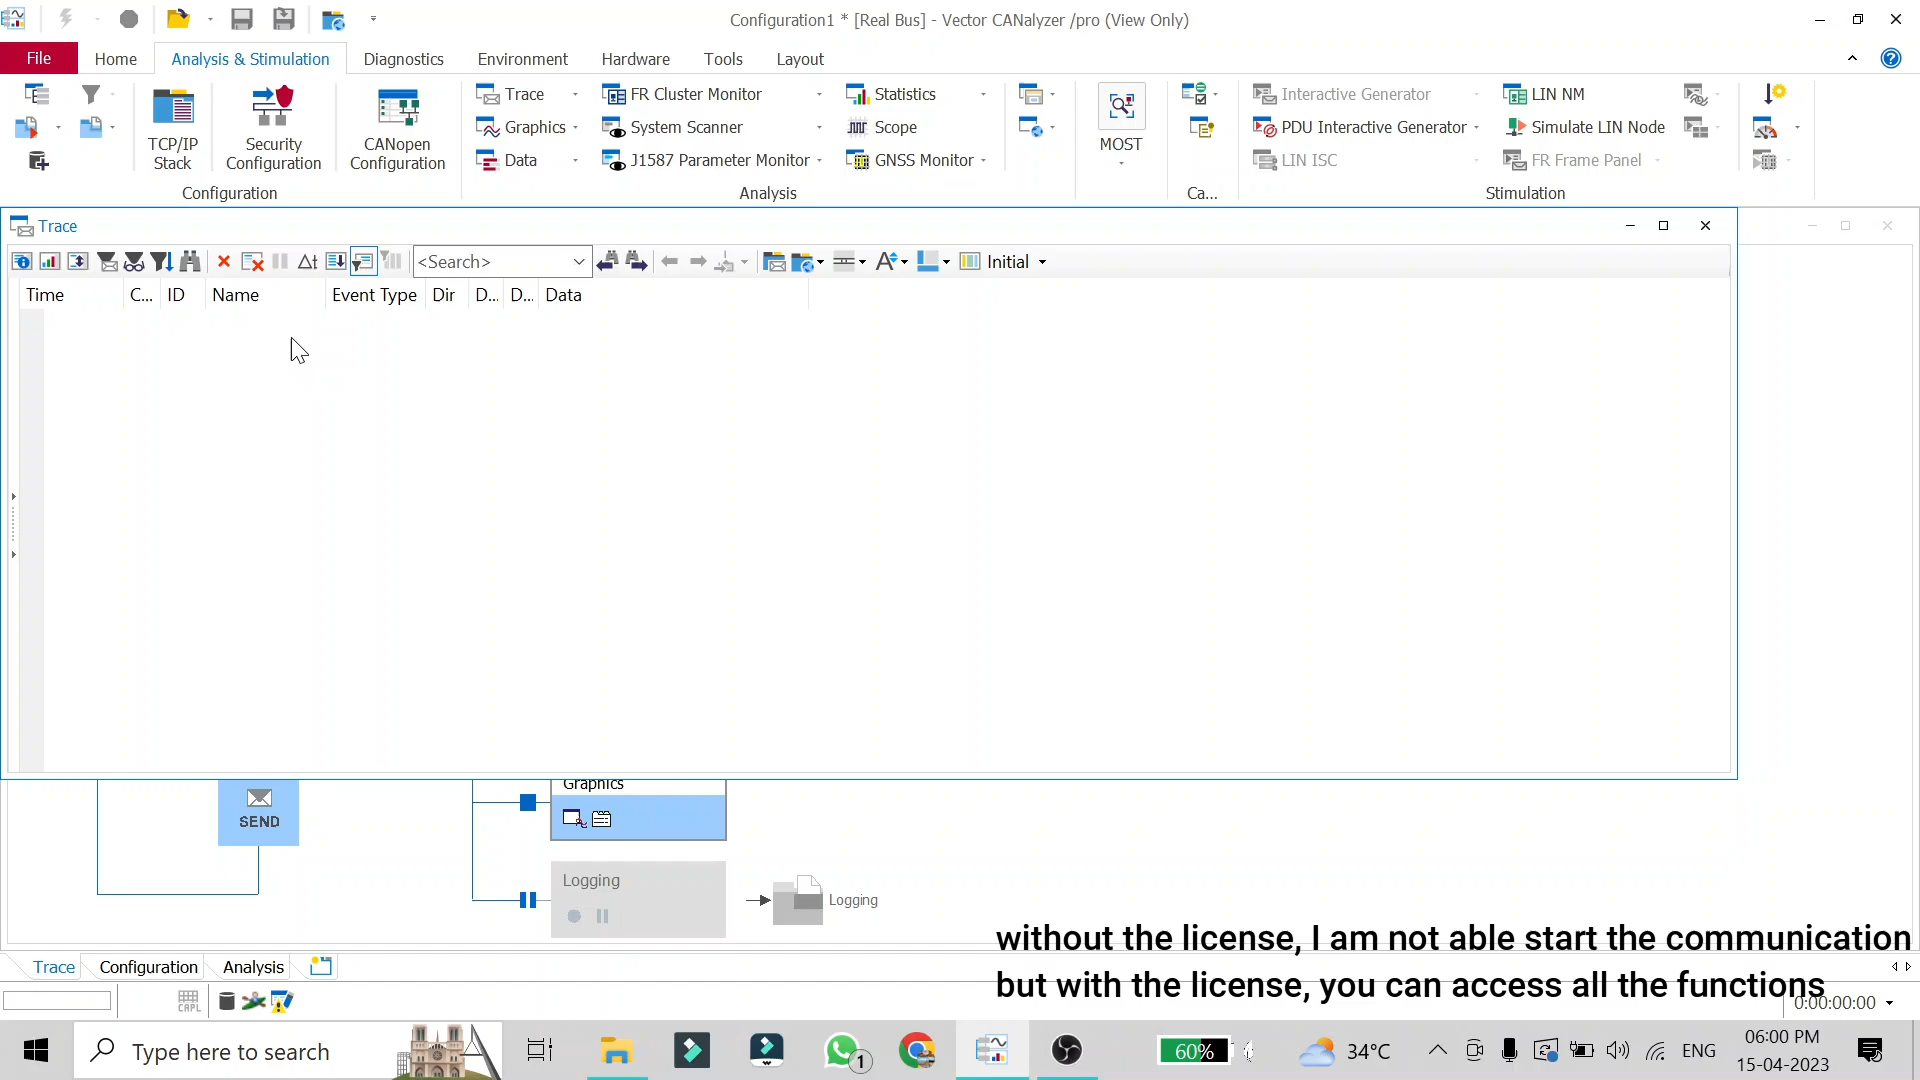 Configuration1 * [Real Bus] - Vector CANalyzer /pro (View Only)
File Home Analysis & Stimulation Diagnostics Environment Hardware Tools Layout
TCP/IP Stack
Security Configuration
CANopen Configuration
Configuration
Trace
Graphics
Data
FR Cluster Monitor
System Scanner
J1587 Parameter Monitor
Statistics
Scope
GNSS Monitor
Analysis
MOST
Ca...
Interactive Generator
PDU Interactive Generator
LIN ISC
LIN NM
Simulate LIN Node
FR Frame Panel
Stimulation
Trace
<Search>
Δt
Initial
Time C... ID Name Event Type Dir D... D... Data
SEND
Graphics
Logging
Logging
without the license, I am not able start the communication
but with the license, you can access all the functions
Trace Configuration Analysis
CAPL
0:00:00:00
Type here to search
1
60%
34°C
ENG
06:00 PM
15-04-2023